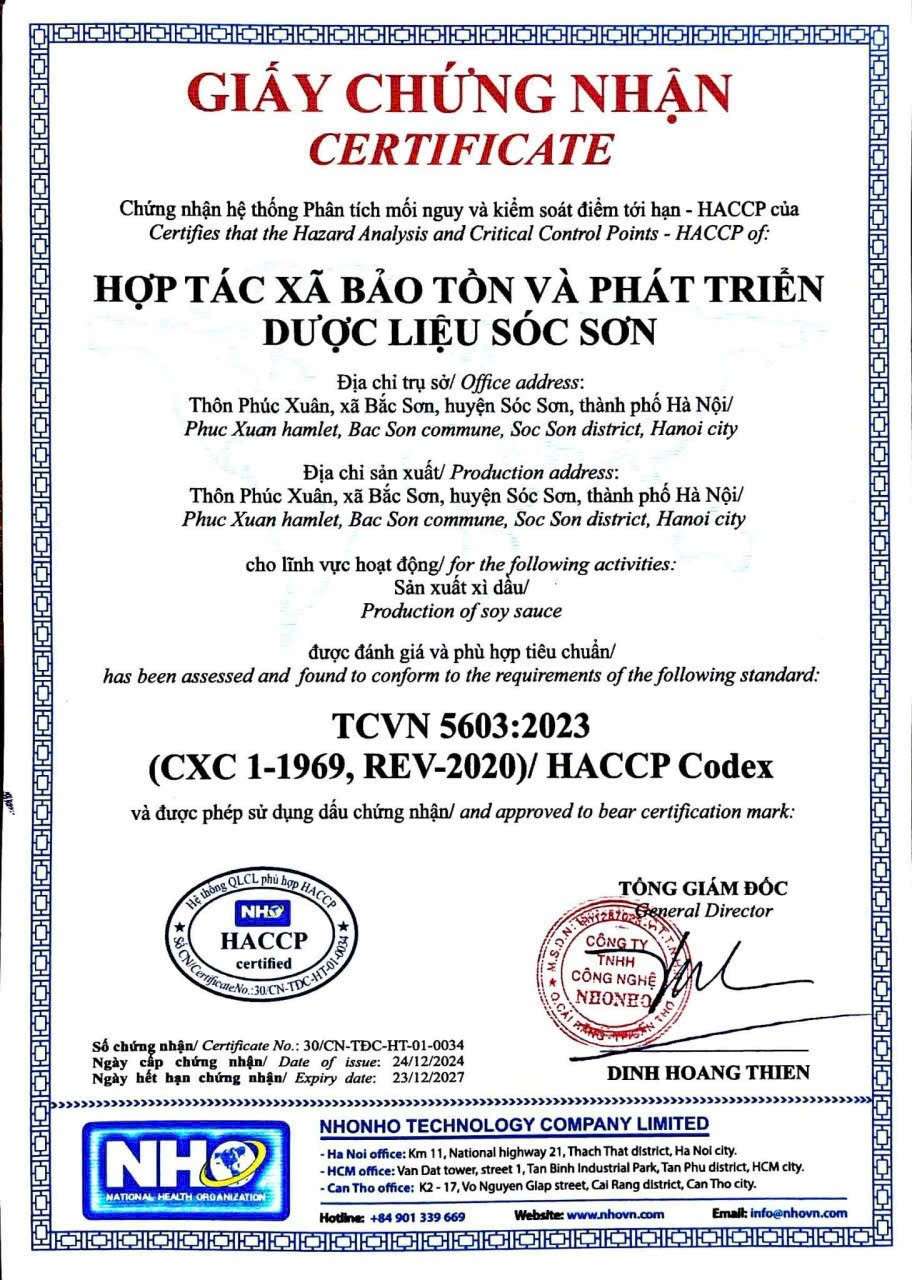 GIẤY CHỨNG NHẬN
CERTIFICATE
Chứng nhận hệ thống Phân tích mối nguy và kiểm soát điểm tới hạn - HACCP của
Certifies that the Hazard Analysis and Critical Control Points - HACCP of:
HỢP TÁC XÃ BẢO TỒN VÀ PHÁT TRIỂN
DƯỢC LIỆU SÓC SƠN
Địa chỉ trụ sở/ Office address:
Thôn Phúc Xuân, xã Bắc Sơn, huyện Sóc Sơn, thành phố Hà Nội/
Phuc Xuan hamlet, Bac Son commune, Soc Son district, Hanoi city
Địa chỉ sản xuất/ Production address:
Thôn Phúc Xuân, xã Bắc Sơn, huyện Sóc Sơn, thành phố Hà Nội/
Phuc Xuan hamlet, Bac Son commune, Soc Son district, Hanoi city
cho lĩnh vực hoạt động/ for the following activities:
Sản xuất xì dầu/
Production of soy sauce
được đánh giá và phù hợp tiêu chuẩn/
has been assessed and found to conform to the requirements of the following standard:
TCVN 5603:2023
(CXC 1-1969, REV-2020)/ HACCP Codex
và được phép sử dụng dấu chứng nhận/ and approved to bear certification mark:
Hệ thống QLCL phù hợp HACCP
NHO
HACCP
certified
Số CN/Certificate No.:30/CN-TĐC-HT-01-0034
TỔNG GIÁM ĐỐC
General Director
M.S.D.N:
CÔNG TY
TNHH
CÔNG NGHỆ
NHONHO
DINH HOANG THIEN
Số chứng nhận/ Certificate No.: 30/CN-TĐC-HT-01-0034
Ngày cấp chứng nhận/ Date of issue: 24/12/2024
Ngày hết hạn chứng nhận/ Expiry date: 23/12/2027
NHO
NATIONAL HEALTH ORGANIZATION
NHONHO TECHNOLOGY COMPANY LIMITED
- Ha Noi office: Km 11, National highway 21, Thach That district, Ha Noi city.
- HCM office: Van Dat tower, street 1, Tan Binh Industrial Park, Tan Phu district, HCM city.
- Can Tho office: K2 - 17, Vo Nguyen Giap street, Cai Rang district, Can Tho city.
Hotline: +84 901 339 669 Website: www.nhovn.com Email: info@nhovn.com